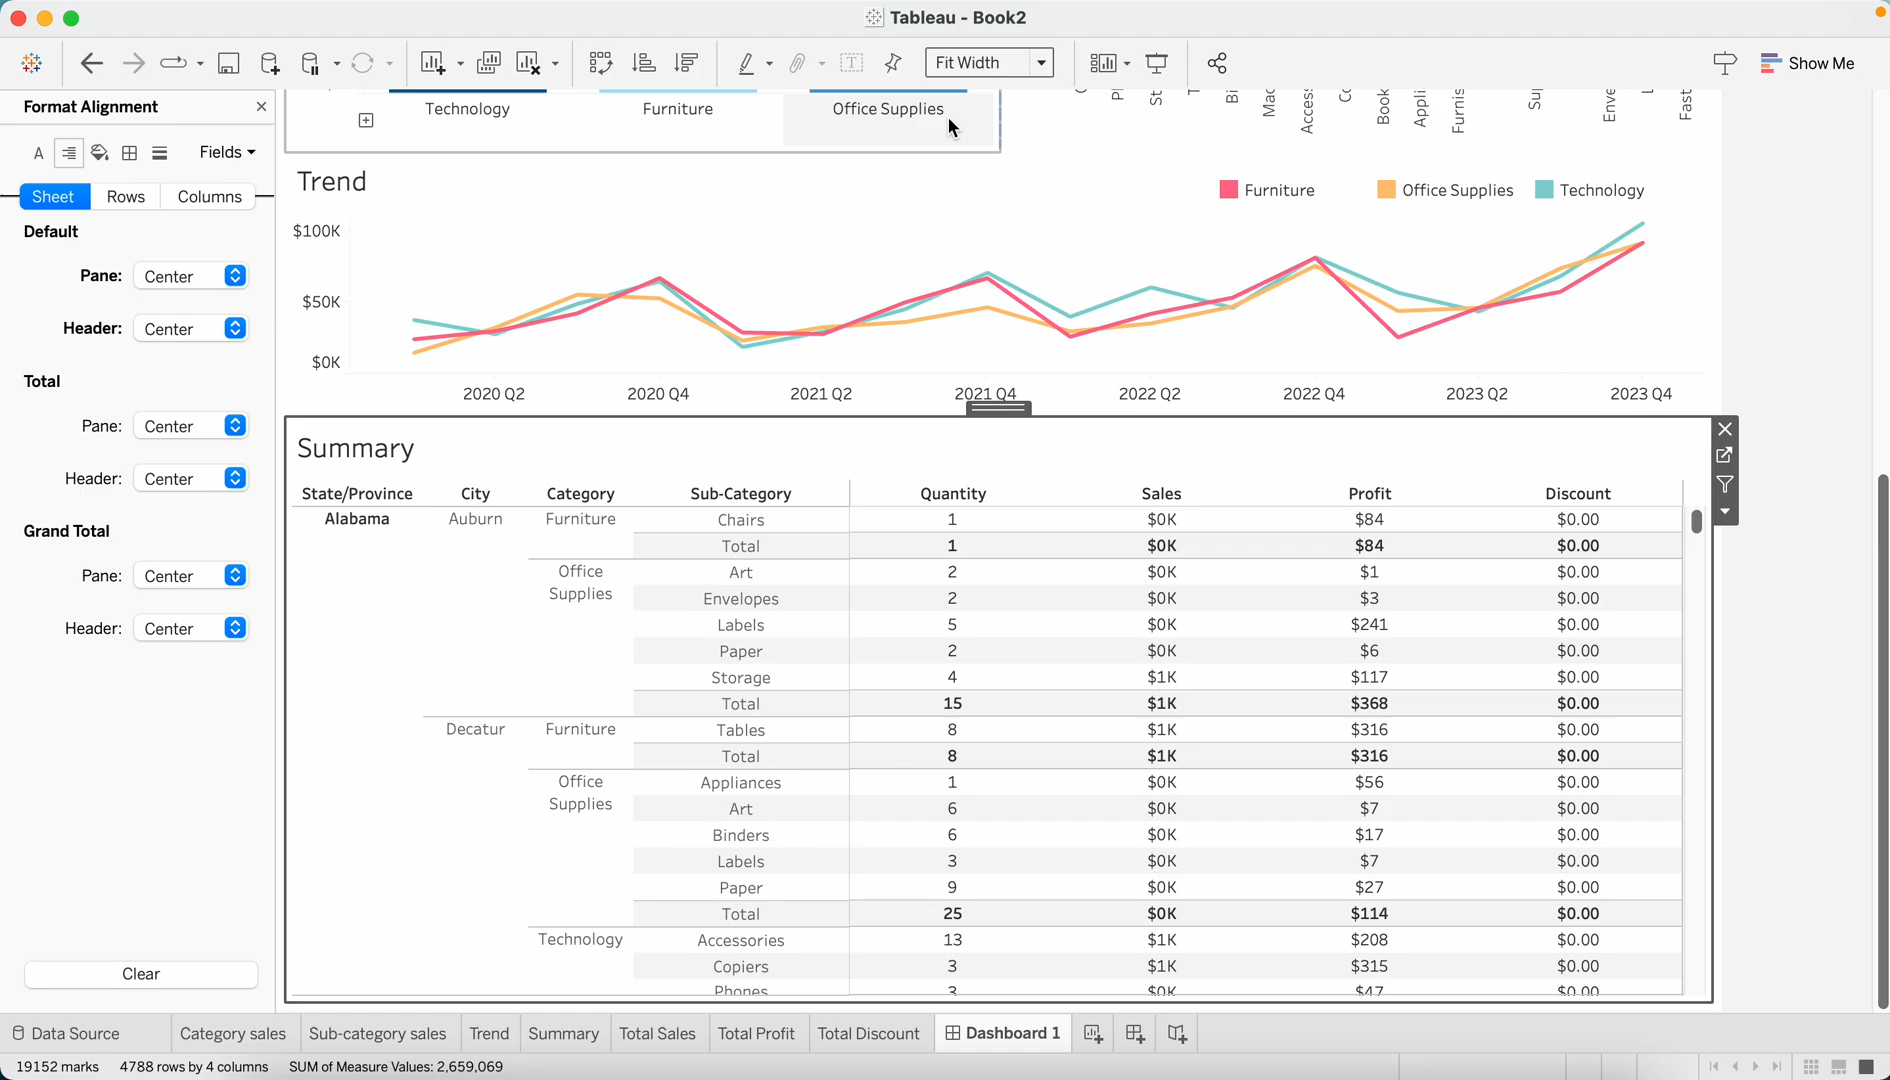 Tableau - Book2
Fit Width
Show Me
Format Alignment
Fields
Sheet Rows Columns
Default
Pane: Center
Header: Center
Total
Pane: Center
Header: Center
Grand Total
Pane: Center
Header: Center
Clear
Technology Furniture Office Supplies
Trend
Furniture Office Supplies Technology
$100K
$50K
$0K
2020 Q2 2020 Q4 2021 Q2 2021 Q4 2022 Q2 2022 Q4 2023 Q2 2023 Q4
Summary
State/Province City Category Sub-Category Quantity Sales Profit Discount
Alabama Auburn Furniture Chairs 1 $0K $84 $0.00
Total 1 $0K $84 $0.00
Office Supplies Art 2 $0K $1 $0.00
Envelopes 2 $0K $3 $0.00
Labels 5 $0K $241 $0.00
Paper 2 $0K $6 $0.00
Storage 4 $1K $117 $0.00
Total 15 $1K $368 $0.00
Decatur Furniture Tables 8 $1K $316 $0.00
Total 8 $1K $316 $0.00
Office Supplies Appliances 1 $0K $56 $0.00
Art 6 $0K $7 $0.00
Binders 6 $0K $17 $0.00
Labels 3 $0K $7 $0.00
Paper 9 $0K $27 $0.00
Total 25 $0K $114 $0.00
Technology Accessories 13 $1K $208 $0.00
Copiers 3 $1K $315 $0.00
Phones 3 $0K $47 $0.00
Data Source Category sales Sub-category sales Trend Summary Total Sales Total Profit Total Discount Dashboard 1
19152 marks 4788 rows by 4 columns SUM of Measure Values: 2,659,069